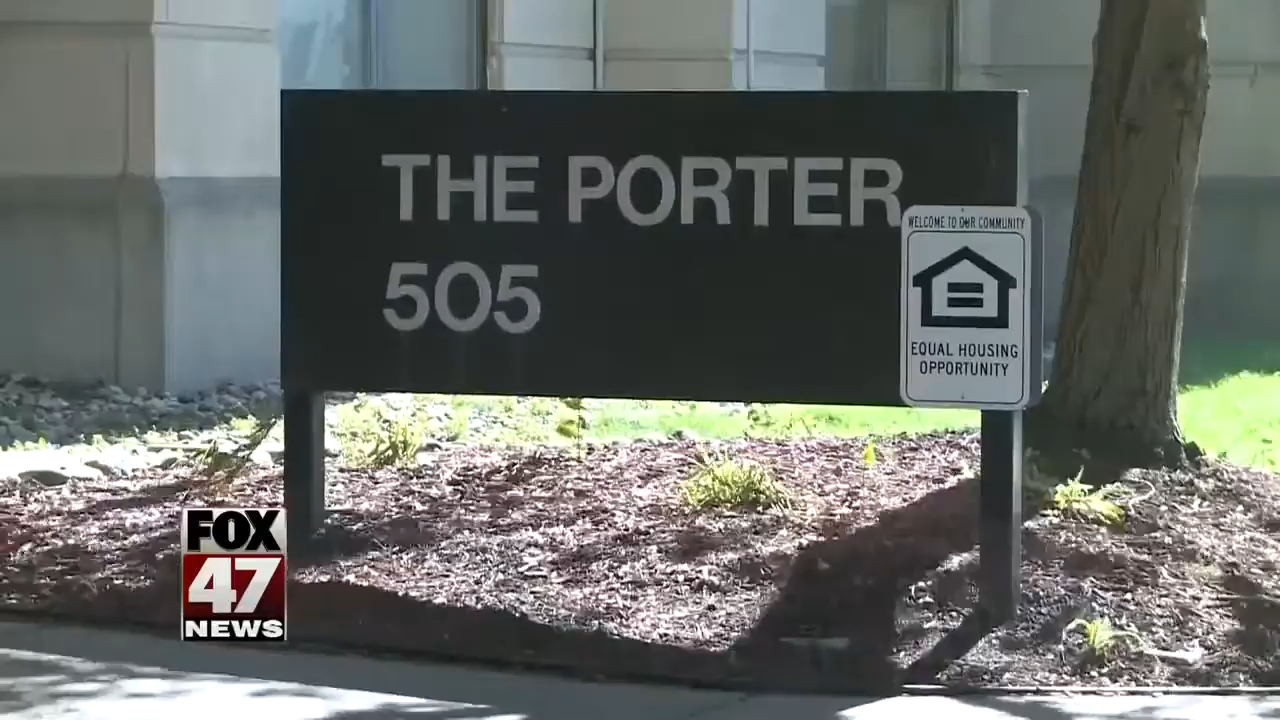 THE PORTER
505
WELCOME TO OUR COMMUNITY
EQUAL HOUSING
OPPORTUNITY
FOX
47
NEWS